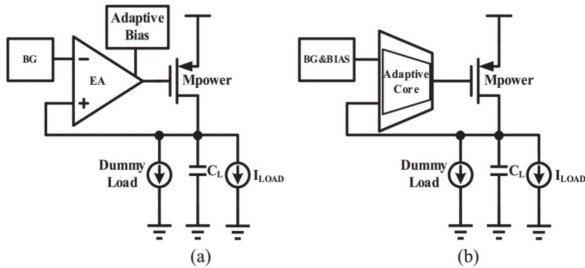 Adaptive
Bias
BG
−
EA
+
Mpower
Dummy
Load
CL
ILOAD
(a)
BG&BIAS
Adaptive
Core
Mpower
Dummy
Load
CL
ILOAD
(b)